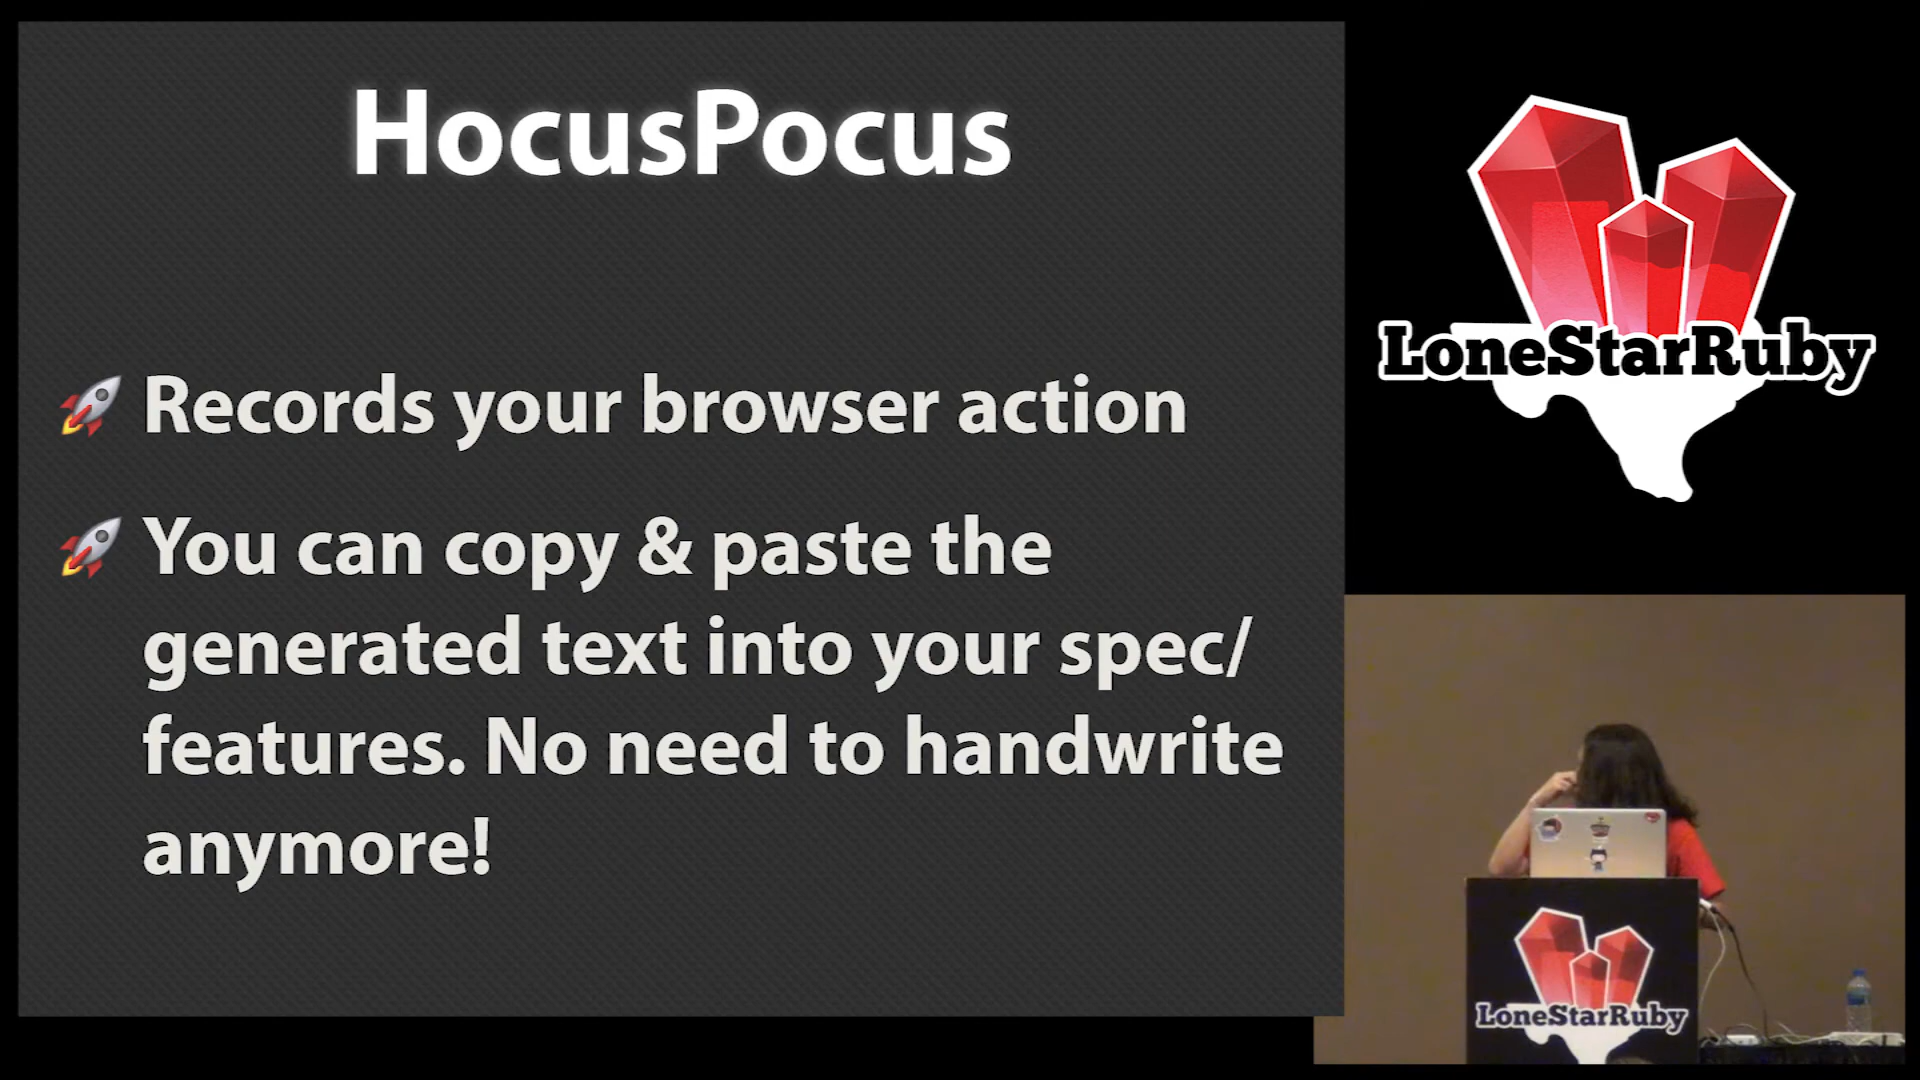 HocusPocus
Records your browser action
You can copy & paste the
generated text into your spec/
features. No need to handwrite
anymore!
LoneStarRuby
LoneStarRuby